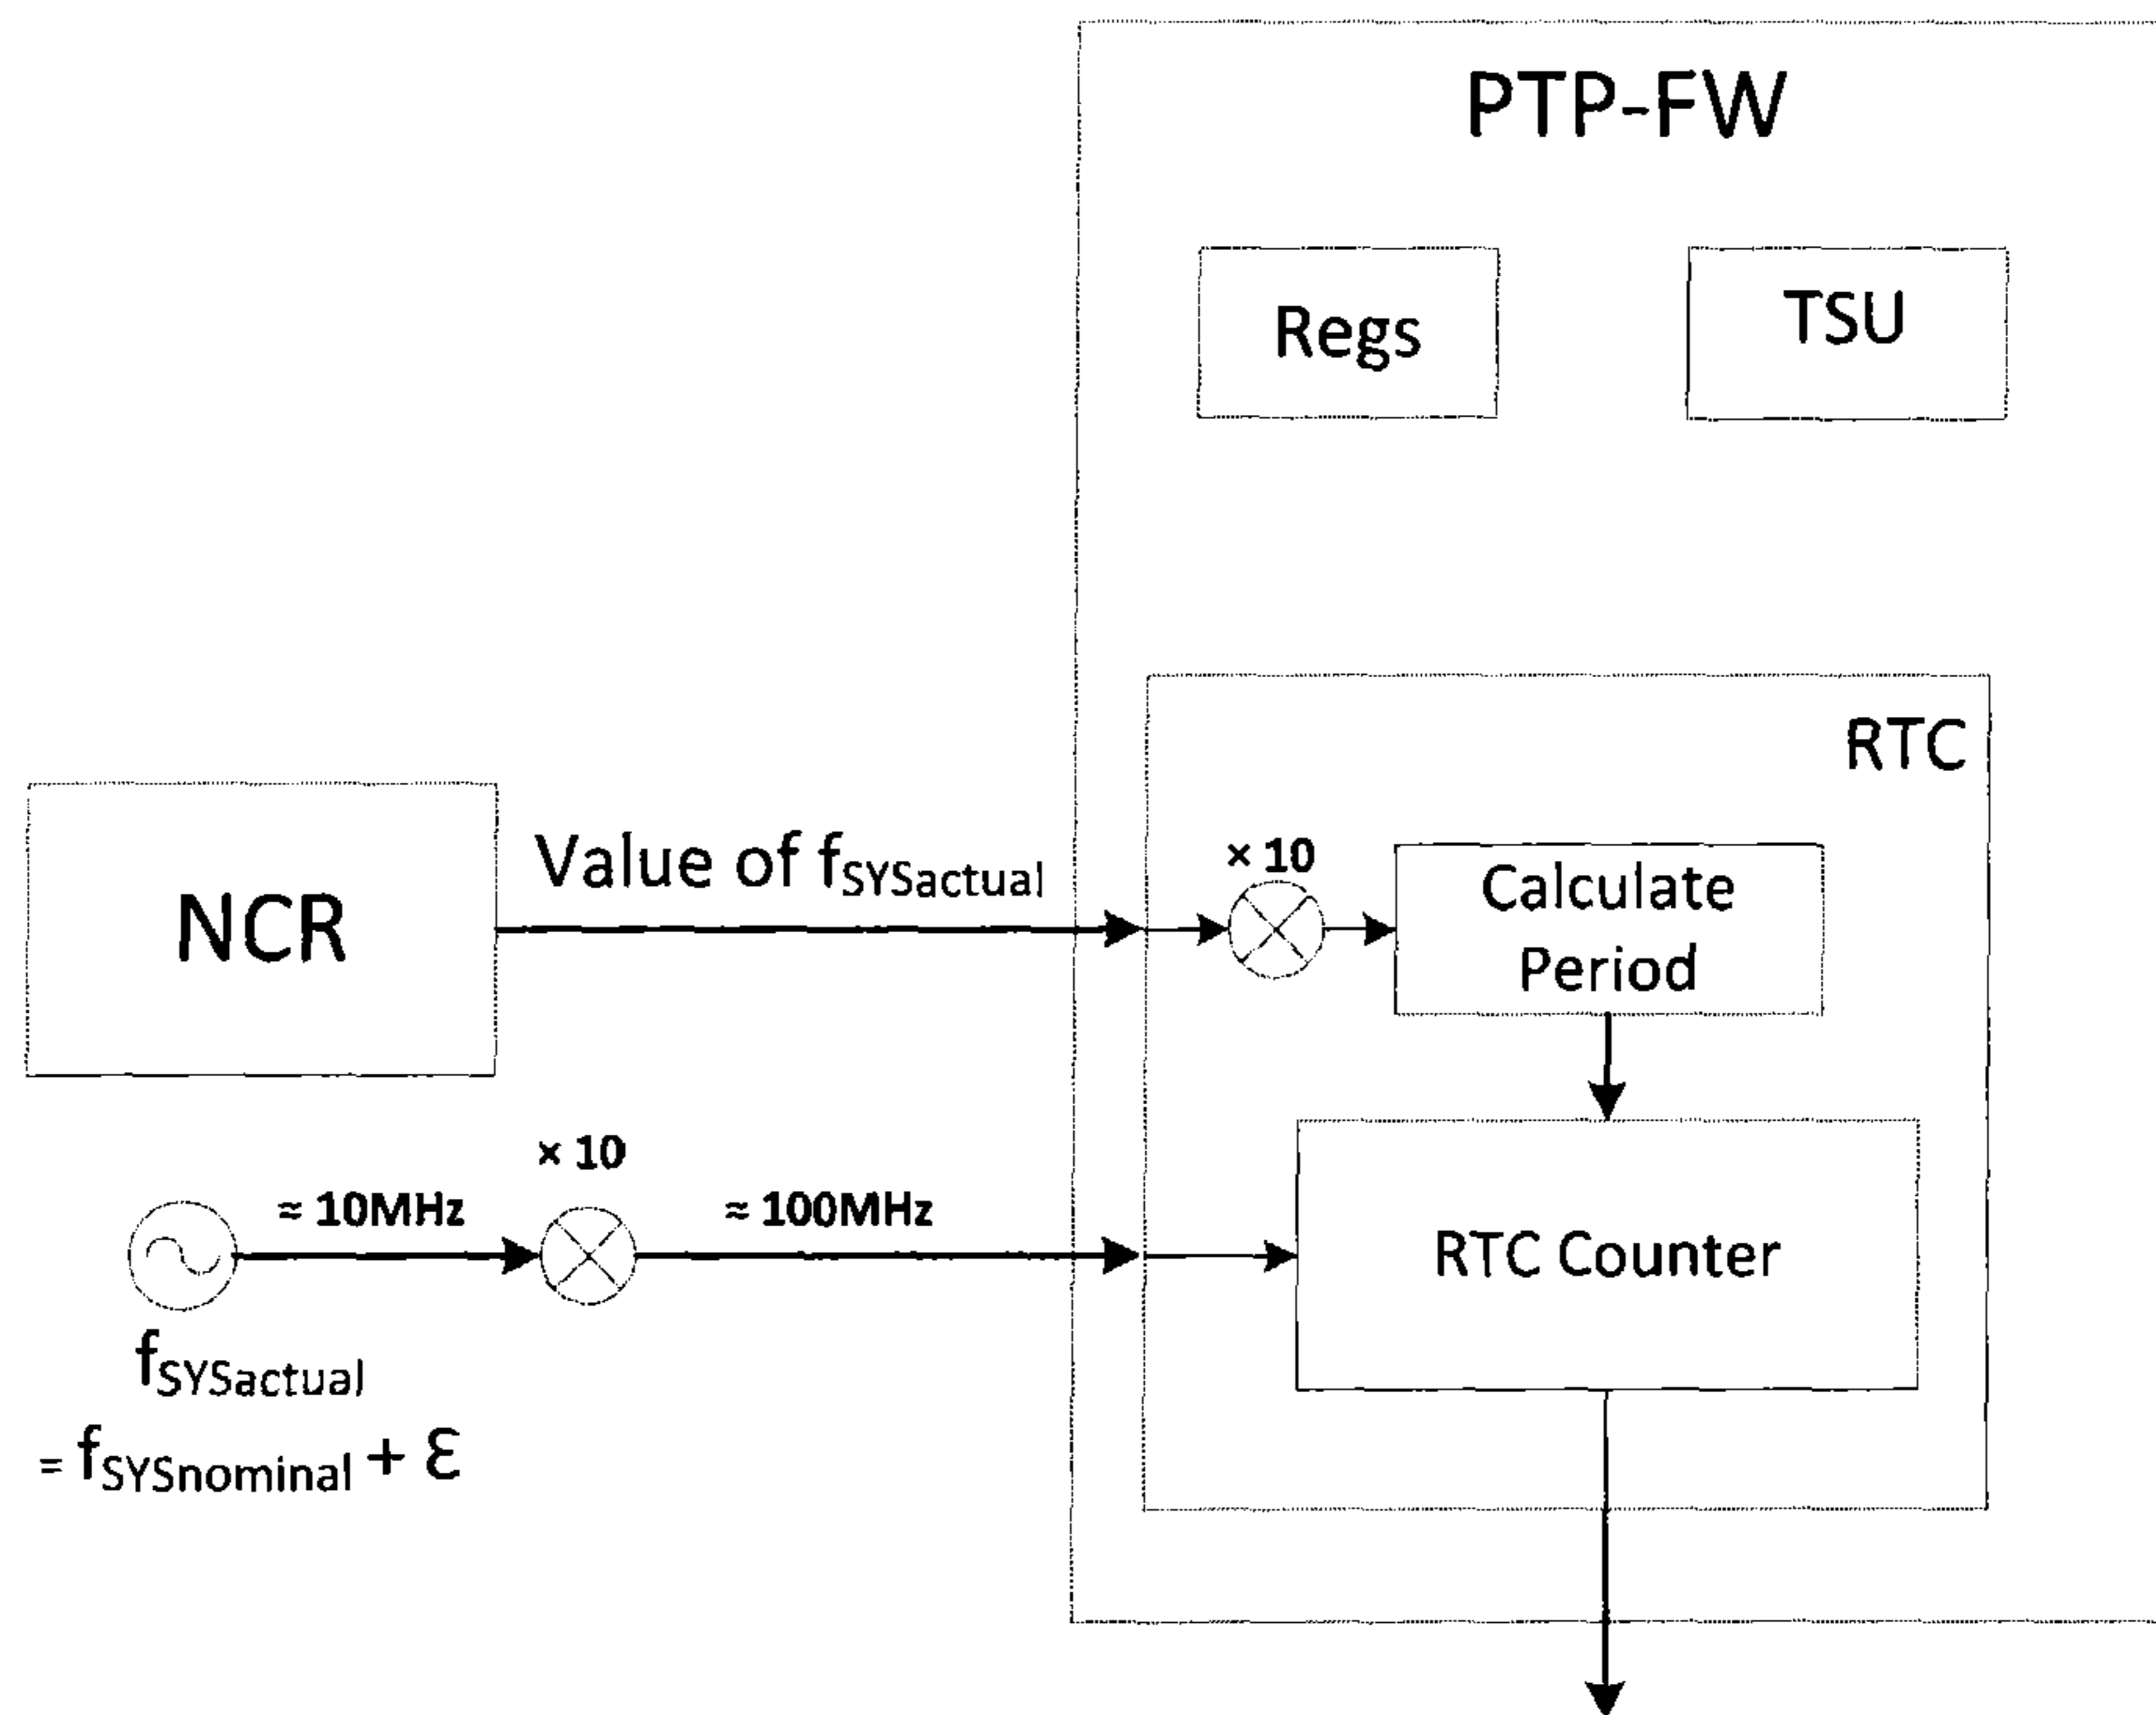 PTP-FW
Regs
TSU
RTC
NCR
Value of fSYSactual
× 10
Calculate
Period
× 10
≈ 10MHz
≈ 100MHz
RTC Counter
fSYSactual
= fSYSnominal + Ɛ